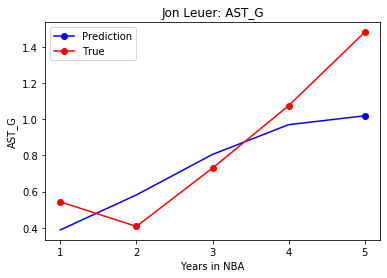 Jon Leuer: AST_G
Prediction
True
AST_G
1.4
1.2
1.0
0.8
0.6
0.4
1 2 3 4 5
Years in NBA